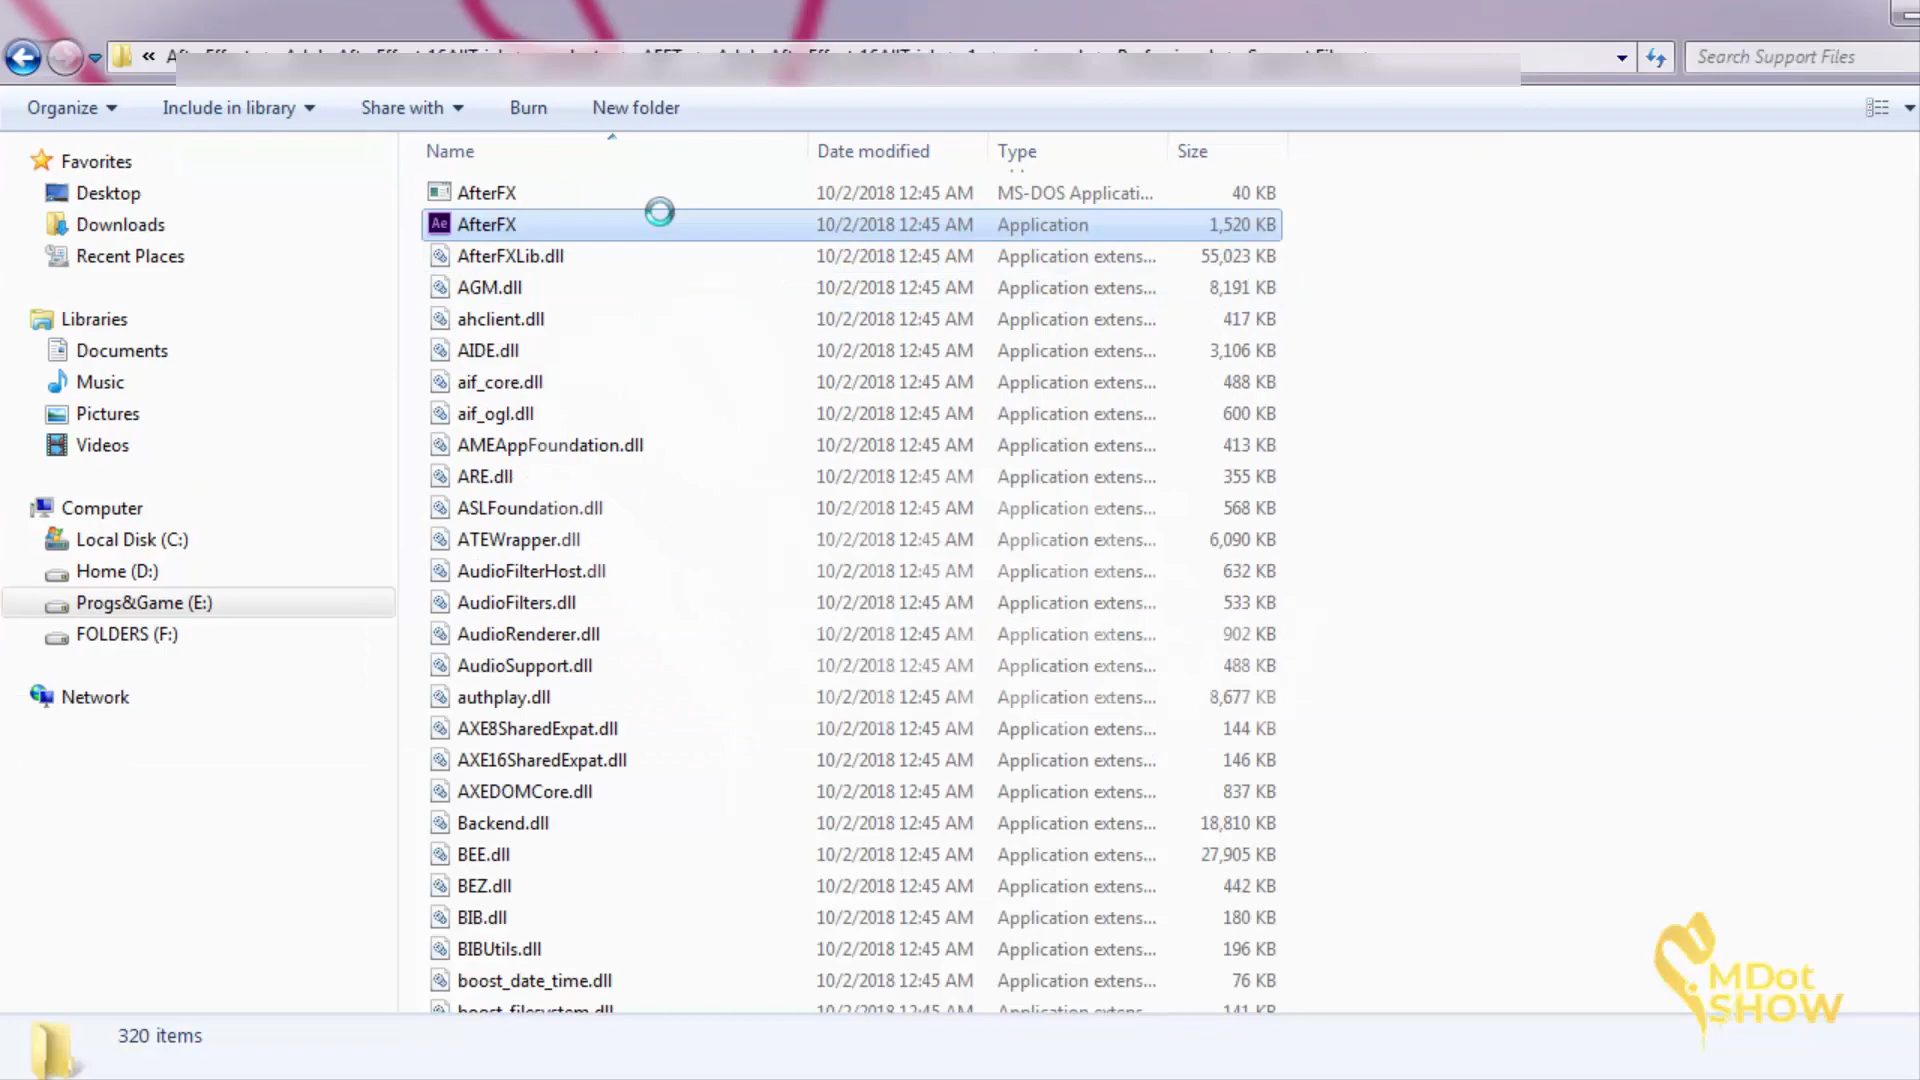 Search Support Files
Organize
Include in library
Share with
Burn
New folder
Name
Date modified
Type
Size
Favorites
Desktop
Downloads
Recent Places
Libraries
Documents
Music
Pictures
Videos
Computer
Local Disk (C:)
Home (D:)
Progs&Game (E:)
FOLDERS (F:)
Network
AfterFX 10/2/2018 12:45 AM MS-DOS Applicati... 40 KB
Ae AfterFX 10/2/2018 12:45 AM Application 1,520 KB
AfterFXLib.dll 10/2/2018 12:45 AM Application extens... 55,023 KB
AGM.dll 10/2/2018 12:45 AM Application extens... 8,191 KB
ahclient.dll 10/2/2018 12:45 AM Application extens... 417 KB
AIDE.dll 10/2/2018 12:45 AM Application extens... 3,106 KB
aif_core.dll 10/2/2018 12:45 AM Application extens... 488 KB
aif_ogl.dll 10/2/2018 12:45 AM Application extens... 600 KB
AMEAppFoundation.dll 10/2/2018 12:45 AM Application extens... 413 KB
ARE.dll 10/2/2018 12:45 AM Application extens... 355 KB
ASLFoundation.dll 10/2/2018 12:45 AM Application extens... 568 KB
ATEWrapper.dll 10/2/2018 12:45 AM Application extens... 6,090 KB
AudioFilterHost.dll 10/2/2018 12:45 AM Application extens... 632 KB
AudioFilters.dll 10/2/2018 12:45 AM Application extens... 533 KB
AudioRenderer.dll 10/2/2018 12:45 AM Application extens... 902 KB
AudioSupport.dll 10/2/2018 12:45 AM Application extens... 488 KB
authplay.dll 10/2/2018 12:45 AM Application extens... 8,677 KB
AXE8SharedExpat.dll 10/2/2018 12:45 AM Application extens... 144 KB
AXE16SharedExpat.dll 10/2/2018 12:45 AM Application extens... 146 KB
AXEDOMCore.dll 10/2/2018 12:45 AM Application extens... 837 KB
Backend.dll 10/2/2018 12:45 AM Application extens... 18,810 KB
BEE.dll 10/2/2018 12:45 AM Application extens... 27,905 KB
BEZ.dll 10/2/2018 12:45 AM Application extens... 442 KB
BIB.dll 10/2/2018 12:45 AM Application extens... 180 KB
BIBUtils.dll 10/2/2018 12:45 AM Application extens... 196 KB
boost_date_time.dll 10/2/2018 12:45 AM Application extens... 76 KB
MDot
SHOW
320 items